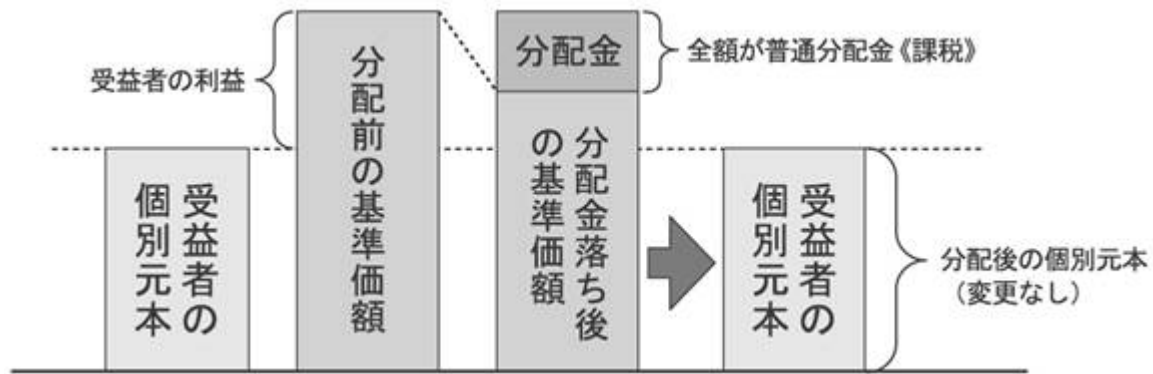 受益者の利益
受益者の
個別元本
分配前の基準価額
分配金
全額が普通分配金《課税》
分配金落ち後
の基準価額
受益者の
個別元本
分配後の個別元本
（変更なし）